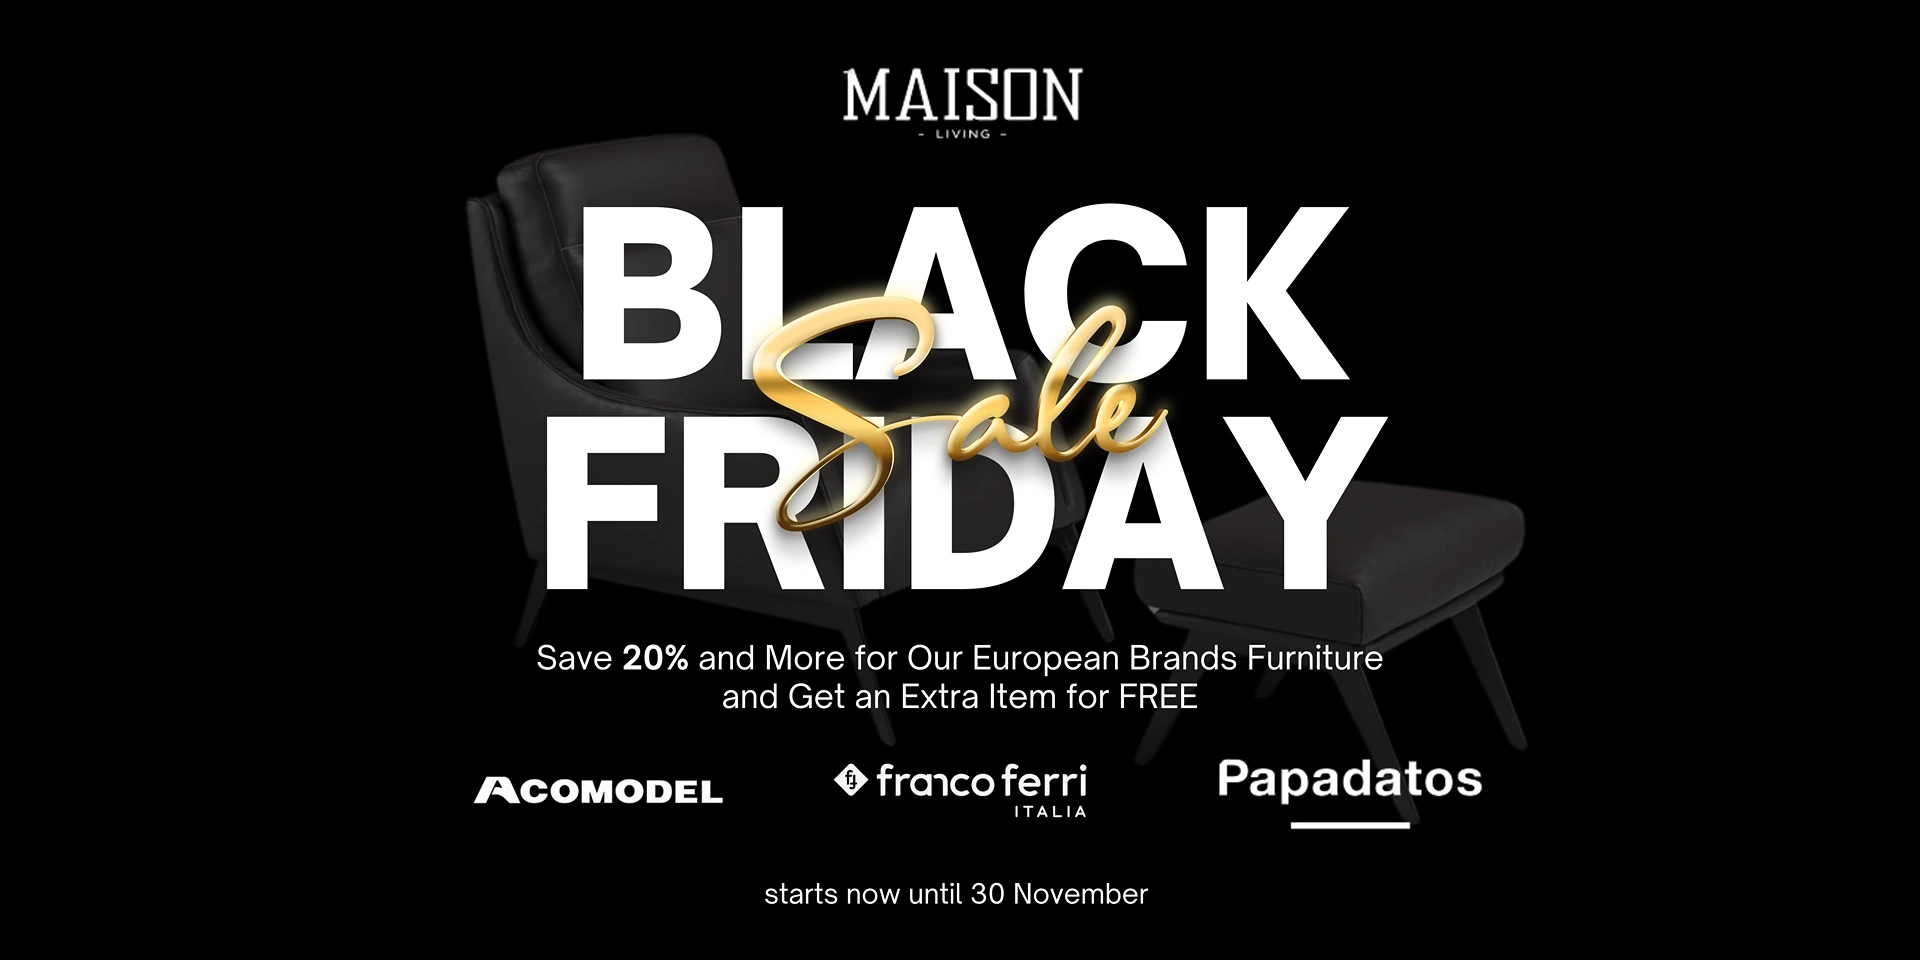 MAISON
- LIVING -
BLACK
Sale
FRIDAY
Save 20% and More for Our European Brands Furniture
and Get an Extra Item for FREE
ACOMODEL
ff franco ferri
ITALIA
Papadatos
starts now until 30 November